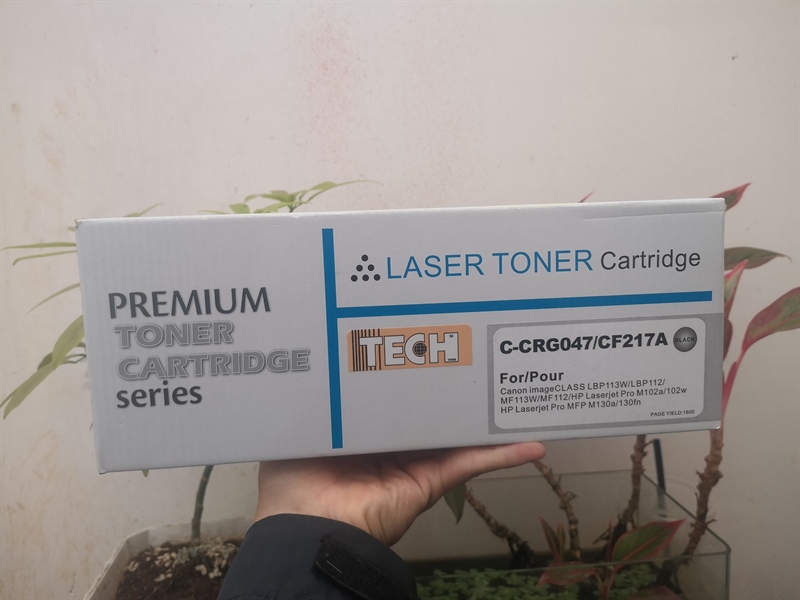 PREMIUM
TONER
CARTRIDGE
series
LASER TONER Cartridge
TECH
C-CRG047/CF217A
BLACK
For/Pour
Canon imageCLASS LBP113W/LBP112/
MF113W/MF112/HP Laserjet Pro M102a/102w
HP Laserjet Pro MFP M130a/130fn
PAGE YIELD:1600